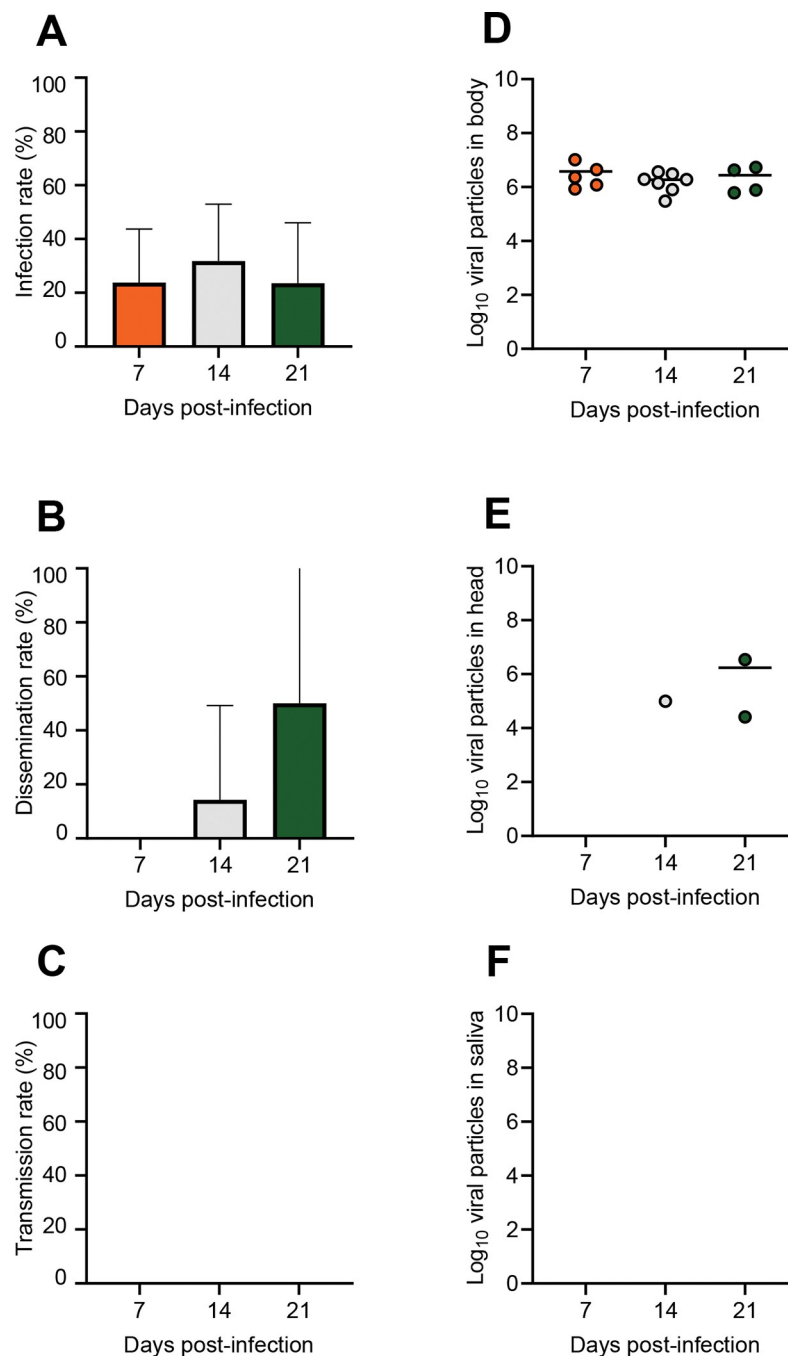 A
Infection rate (%)
100
80
60
40
20
0
7 14 21
Days post-infection
D
Log10 viral particles in body
10
8
6
4
2
0
7 14 21
Days post-infection
B
Dissemination rate (%)
100
80
60
40
20
0
7 14 21
Days post-infection
E
Log10 viral particles in head
10
8
6
4
2
0
7 14 21
Days post-infection
C
Transmission rate (%)
100
80
60
40
20
0
7 14 21
Days post-infection
F
Log10 viral particles in saliva
10
8
6
4
2
0
7 14 21
Days post-infection